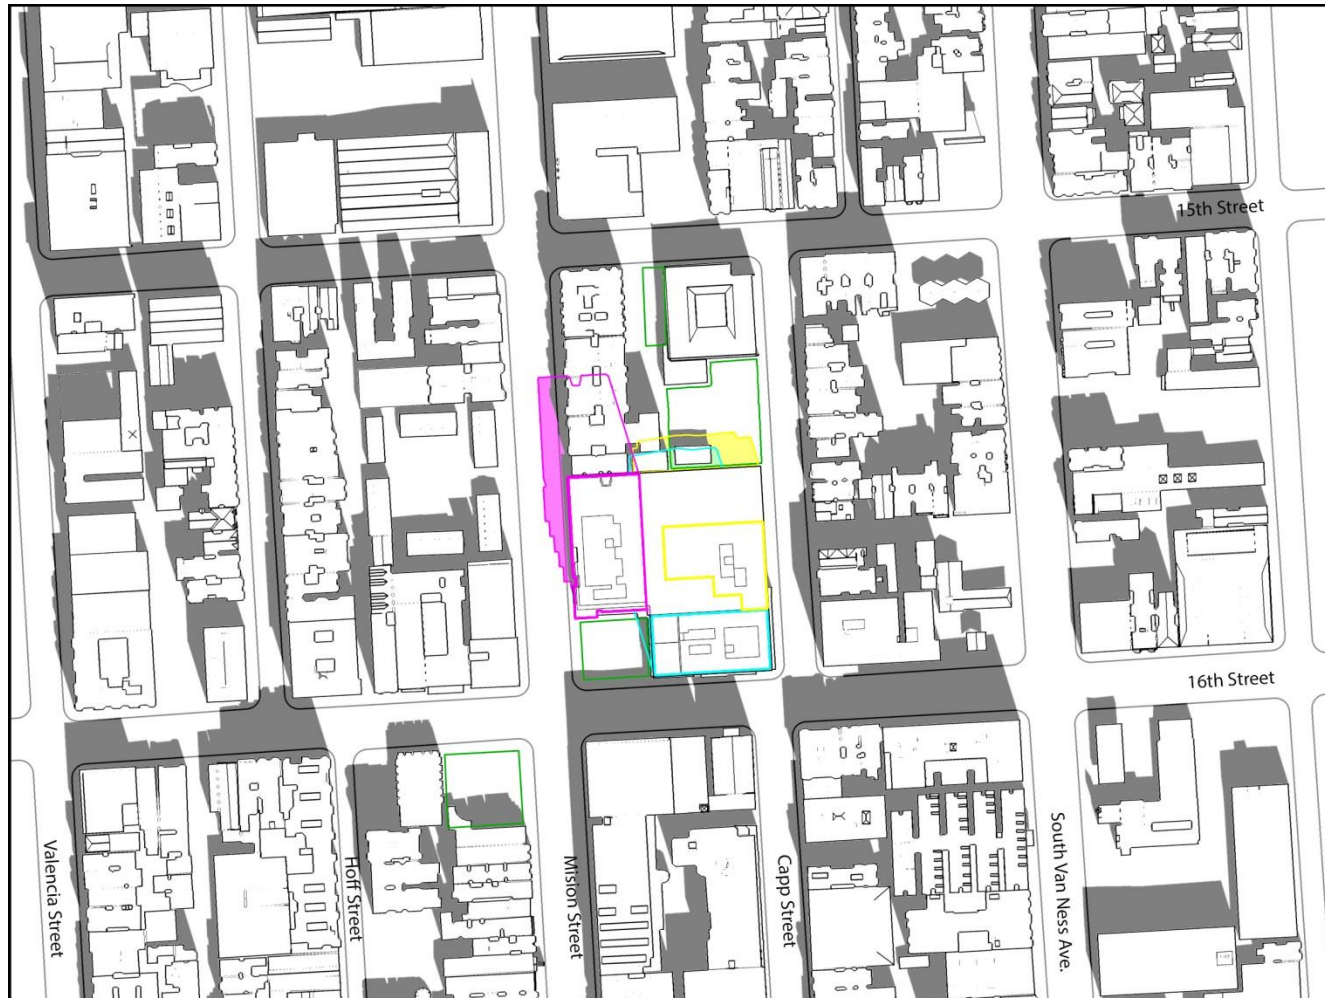 15th Street
16th Street
Valencia Street
Hoff Street
Mision Street
Capp Street
South Van Ness Ave.